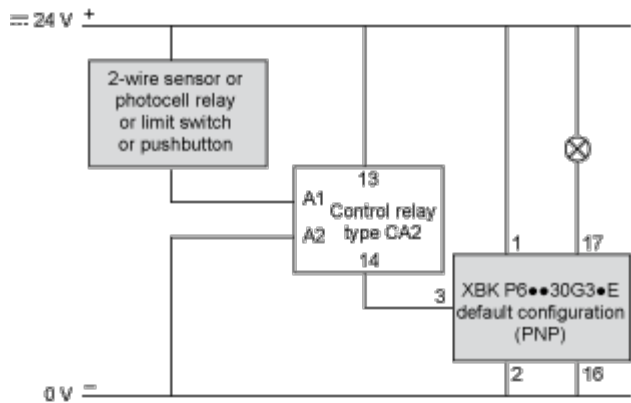 ⎓ 24 V +
2-wire sensor or
photocell relay
or limit switch
or pushbutton
13
A1
Control relay
A2
type CA2
14
1
17
3
XBK P6●●30G3●E
default configuration
(PNP)
2
16
0 V −